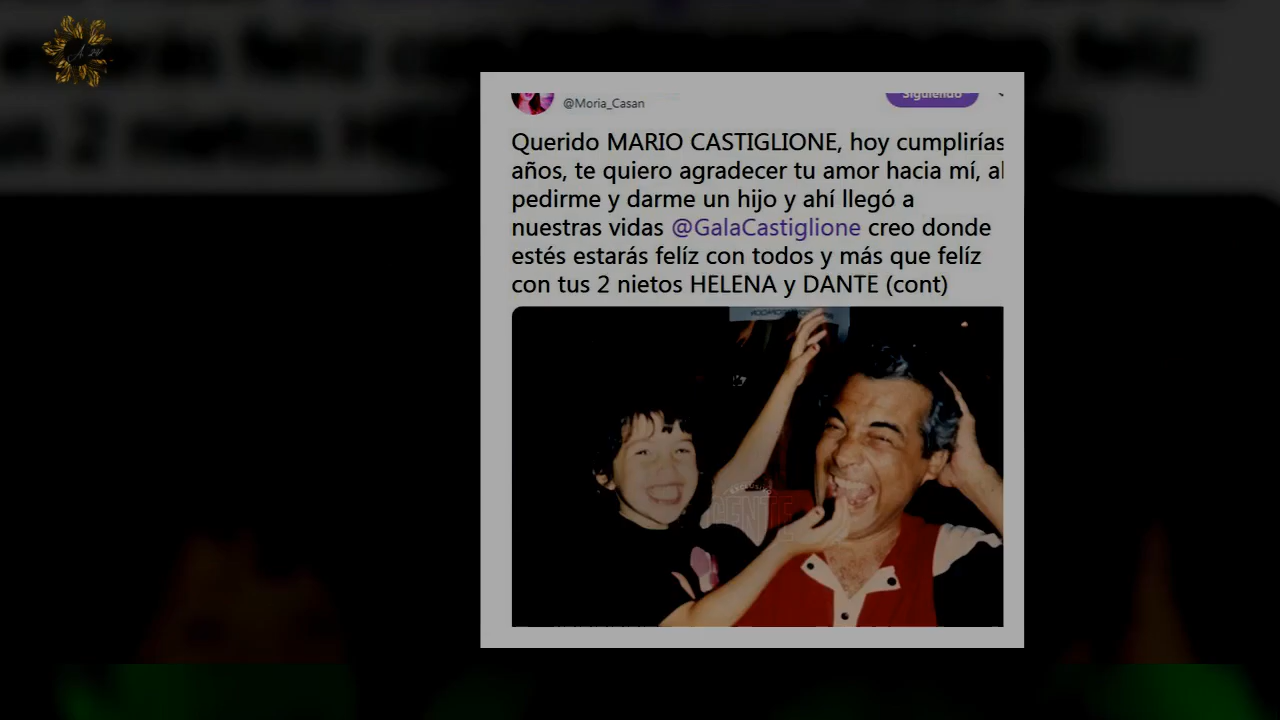 @Moria_Casan
Siguiendo
Querido MARIO CASTIGLIONE, hoy cumplirías
años, te quiero agradecer tu amor hacia mí, al
pedirme y darme un hijo y ahí llegó a
nuestras vidas @GalaCastiglione creo donde
estés estarás felíz con todos y más que felíz
con tus 2 nietos HELENA y DANTE (cont)
GENTE